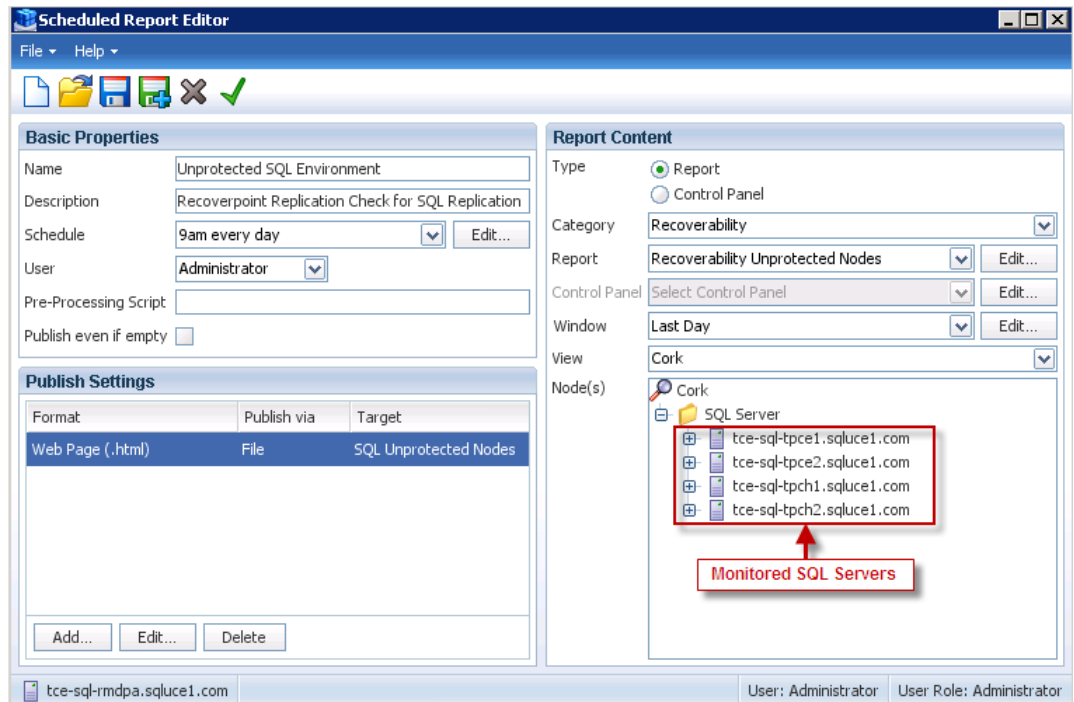 Scheduled Report Editor
File Help
Basic Properties
Name Unprotected SQL Environment
Description Recoverpoint Replication Check for SQL Replication
Schedule 9am every day Edit...
User Administrator
Pre-Processing Script
Publish even if empty
Publish Settings
Format Publish via Target
Web Page (.html) File SQL Unprotected Nodes
Add... Edit... Delete
Report Content
Type Report
Control Panel
Category Recoverability
Report Recoverability Unprotected Nodes Edit...
Control Panel Select Control Panel Edit...
Window Last Day Edit...
View Cork
Node(s) Cork
SQL Server
tce-sql-tpce1.sqluce1.com
tce-sql-tpce2.sqluce1.com
tce-sql-tpch1.sqluce1.com
tce-sql-tpch2.sqluce1.com
Monitored SQL Servers
tce-sql-rmdpa.sqluce1.com User: Administrator User Role: Administrator